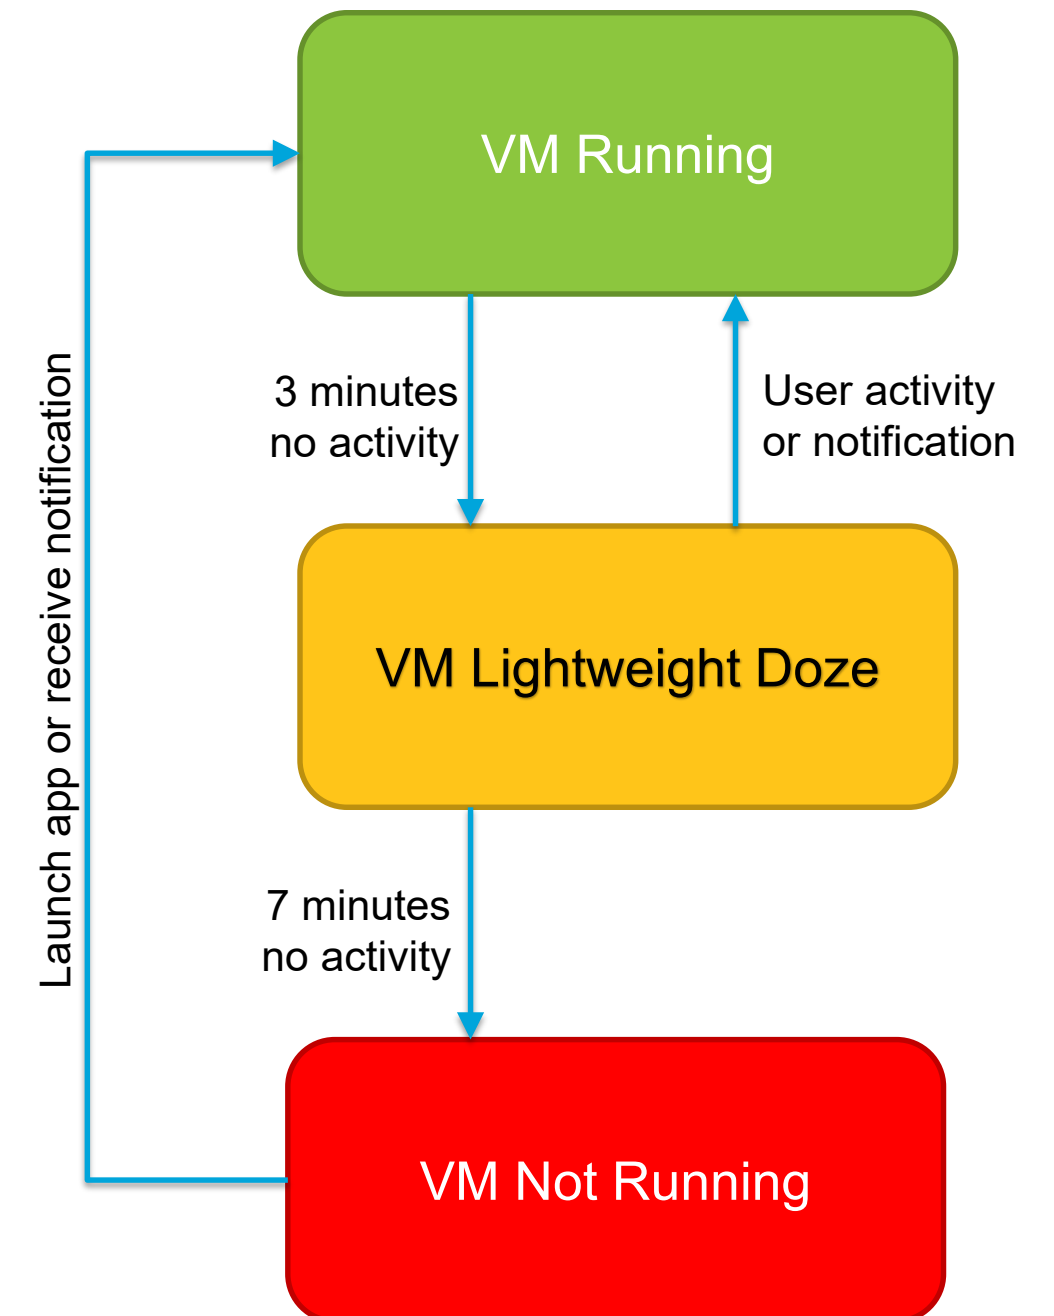 VM Running
3 minutes
no activity
User activity
or notification
Launch app or receive notification
VM Lightweight Doze
7 minutes
no activity
VM Not Running